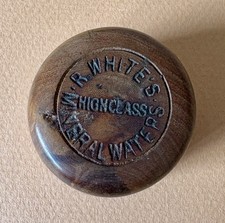 R. WHITE'S
HIGH CLASS
MINERAL WATERS